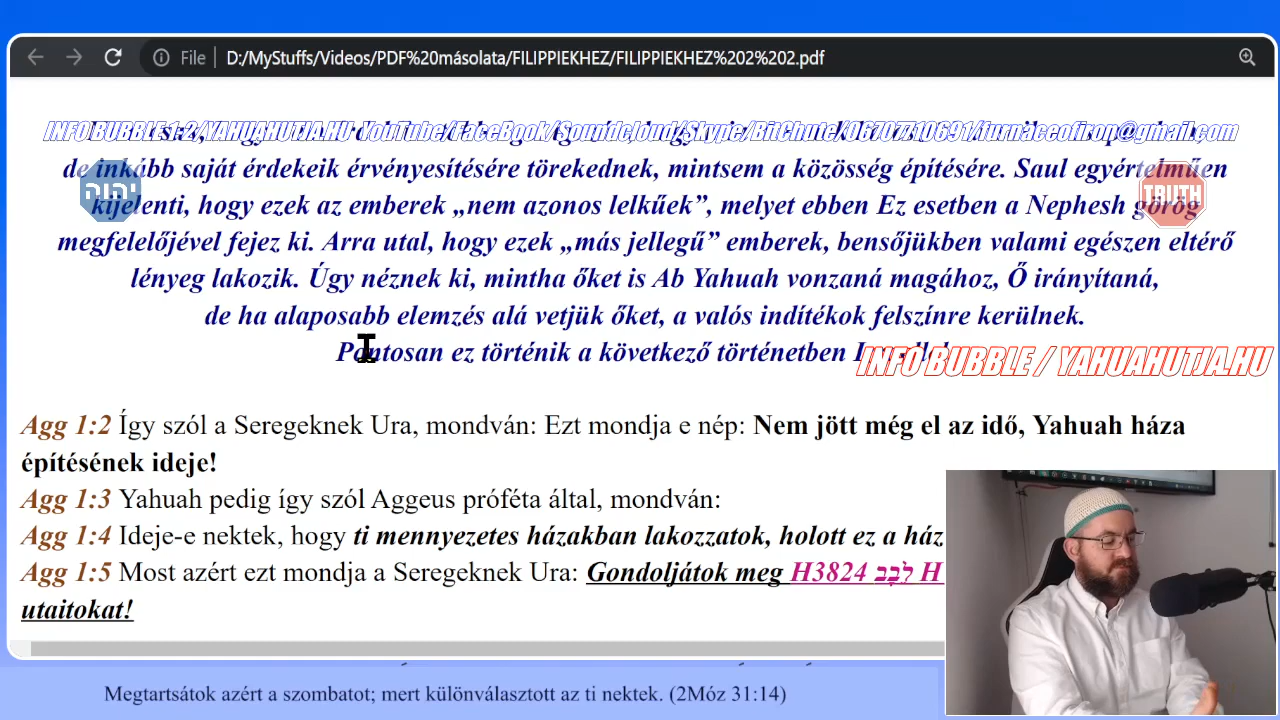 File D:/MyStuffs/Videos/PDF%20másolata/FILIPPIEKHEZ/FILIPPIEKHEZ%202%202.pdf
INFO BUBBLE 1:2/YAHUAHUTJA.HU YouTube/FaceBook/Soundcloud/Skype/BitChute/06707710691/furnaceofirop@gmail.com
de inkább saját érdekeik érvényesítésére törekednek, mintsem a közösség építésére. Saul egyértelműen
יהוה
TRUTH
kijelenti, hogy ezek az emberek „nem azonos lelkűek”, melyet ebben Ez esetben a Nephesh görög
megfelelőjével fejez ki. Arra utal, hogy ezek „más jellegű” emberek, bensőjükben valami egészen eltérő
lényeg lakozik. Úgy néznek ki, mintha őket is Ab Yahuah vonzaná magához, Ő irányítaná,
de ha alaposabb elemzés alá vetjük őket, a valós indítékok felszínre kerülnek.
Pontosan ez történik a következő történetben
INFO BUBBLE / YAHUAHUTJA.HU
Agg 1:2 Így szól a Seregeknek Ura, mondván: Ezt mondja e nép: Nem jött még el az idő, Yahuah háza
építésének ideje!
Agg 1:3 Yahuah pedig így szól Aggeus próféta által, mondván:
Agg 1:4 Ideje-e nektek, hogy ti mennyezetes házakban lakozzatok, holott ez a ház
Agg 1:5 Most azért ezt mondja a Seregeknek Ura: Gondoljátok meg H3824 לֵבָב H
utaitokat!
Megtartsátok azért a szombatot; mert különválasztott az ti nektek. (2Móz 31:14)